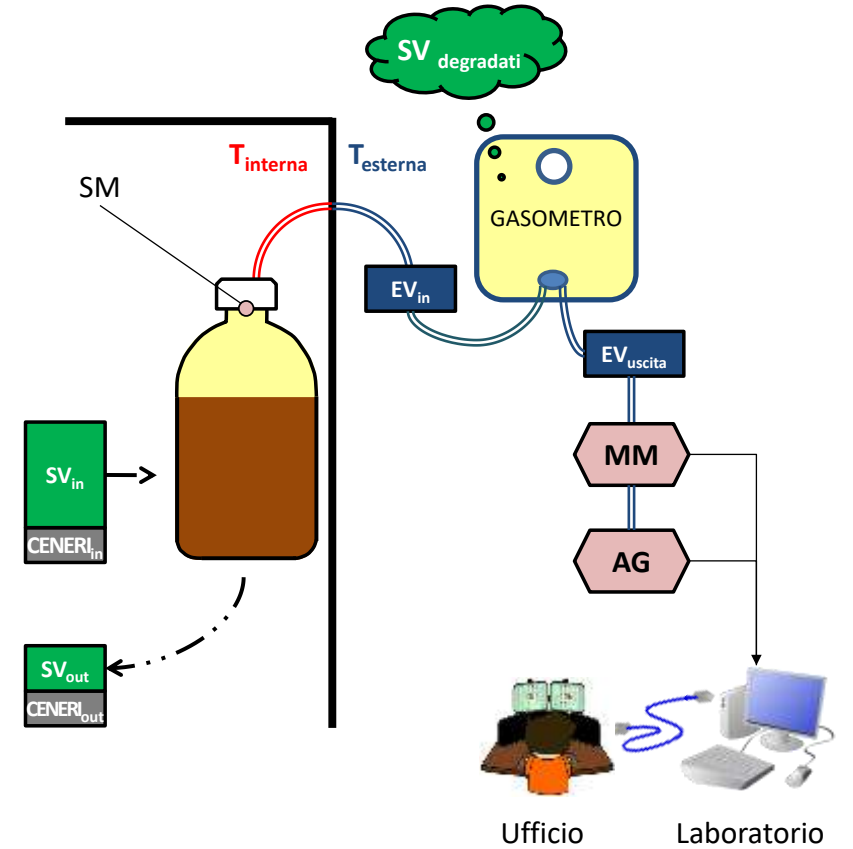 SV degradati
T interna
T esterna
SM
GASOMETRO
EV in
EV uscita
SV in
CENERI in
MM
AG
SV out
CENERI out
Ufficio
Laboratorio